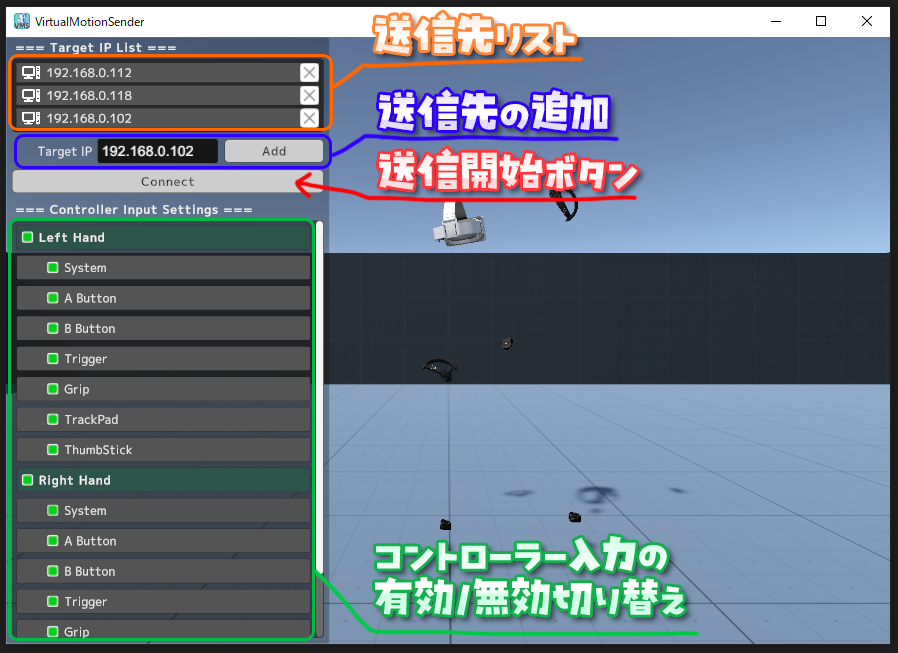 VMS
VirtualMotionSender
=== Target IP List ===
送信先リスト
192.168.0.112
192.168.0.118
192.168.0.102
送信先の追加
Target IP 192.168.0.102 Add
送信開始ボタン
Connect
=== Controller Input Settings ===
Left Hand
System
A Button
B Button
Trigger
Grip
TrackPad
ThumbStick
Right Hand
System
A Button
B Button
Trigger
Grip
コントローラー入力の
有効/無効切り替え